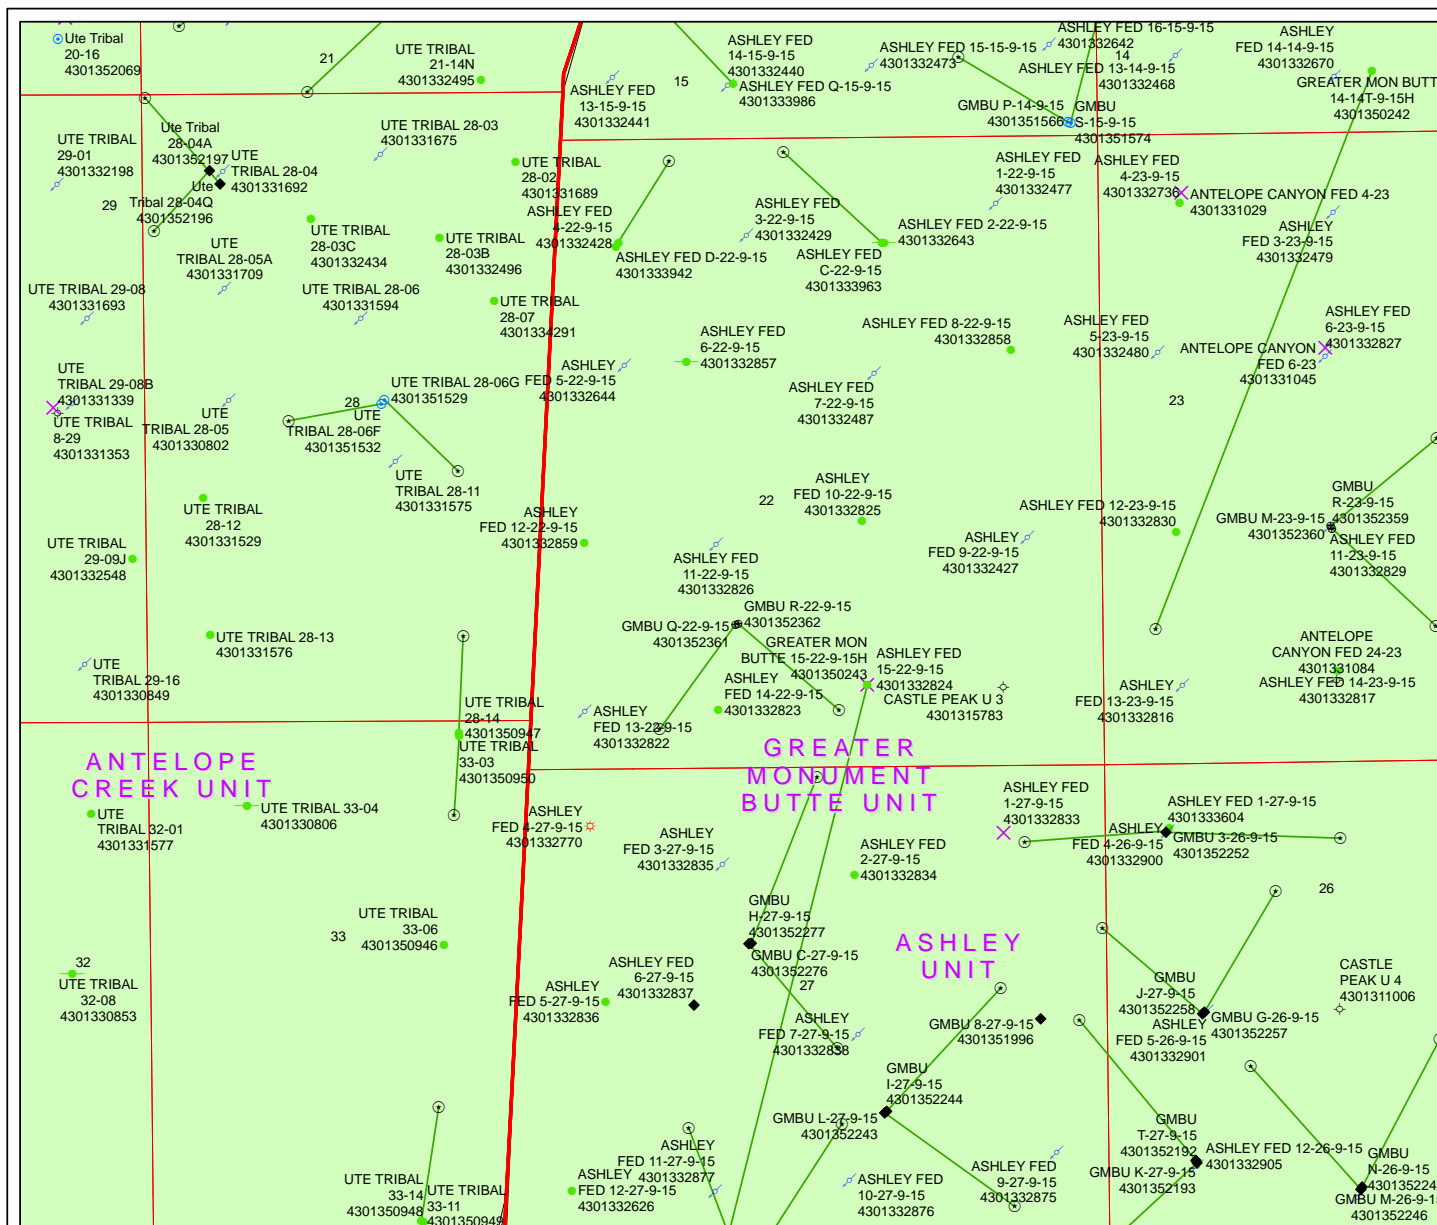 Ute Tribal
20-16
4301352069
21
UTE TRIBAL
21-14N
4301332495
15
ASHLEY FED
14-15-9-15
4301332440
ASHLEY FED Q-15-9-15
4301333986
ASHLEY FED
13-15-9-15
4301332441
ASHLEY FED 15-15-9-15
4301332473
ASHLEY FED 16-15-9-15
4301332642
14
ASHLEY FED 13-14-9-15
4301332468
ASHLEY
FED 14-14-9-15
4301332670
GREATER MON BUTT
14-14T-9-15H
4301350242
GMBU P-14-9-15
4301351566
GMBU
S-15-9-15
4301351574
UTE TRIBAL
29-01
4301332198
29
Ute Tribal
28-04A
4301352197
UTE
TRIBAL 28-04
4301331692
Ute
Tribal 28-04Q
4301352196
UTE TRIBAL 28-03
4301331675
UTE TRIBAL
28-02
4301331689
UTE
TRIBAL 28-05A
4301331709
UTE TRIBAL
28-03C
4301332434
UTE TRIBAL
28-03B
4301332496
ASHLEY FED
4-22-9-15
4301332428
ASHLEY FED D-22-9-15
4301333942
ASHLEY FED
3-22-9-15
4301332429
ASHLEY FED
1-22-9-15
4301332477
ASHLEY FED 2-22-9-15
4301332643
ASHLEY FED
C-22-9-15
4301333963
ASHLEY FED
4-23-9-15
4301332736
ANTELOPE CANYON FED 4-23
4301331029
ASHLEY
FED 3-23-9-15
4301332479
UTE TRIBAL 29-08
4301331693
UTE TRIBAL 28-06
4301331594
UTE TRIBAL
28-07
4301334291
ASHLEY FED
6-22-9-15
4301332857
ASHLEY FED 8-22-9-15
4301332858
ASHLEY FED
5-23-9-15
4301332480
ASHLEY FED
6-23-9-15
4301332827
ANTELOPE CANYON
FED 6-23
4301331045
UTE
TRIBAL 29-08B
4301331339
UTE TRIBAL
8-29
4301331353
UTE
TRIBAL 28-05
4301330802
28
UTE TRIBAL 28-06G
4301351529
UTE
TRIBAL 28-06F
4301351532
ASHLEY
FED 5-22-9-15
4301332644
ASHLEY FED
7-22-9-15
4301332487
23
UTE
TRIBAL 28-11
4301331575
UTE TRIBAL
28-12
4301331529
UTE TRIBAL
29-09J
4301332548
ASHLEY
FED 12-22-9-15
4301332859
22
ASHLEY
FED 10-22-9-15
4301332825
ASHLEY FED
11-22-9-15
4301332826
ASHLEY
FED 9-22-9-15
4301332427
ASHLEY FED 12-23-9-15
4301332830
GMBU M-23-9-15
4301352360
GMBU
R-23-9-15
4301352359
ASHLEY FED
11-23-9-15
4301332829
UTE TRIBAL 28-13
4301331576
UTE
TRIBAL 29-16
4301330849
GMBU R-22-9-15
4301352362
GMBU Q-22-9-15
4301352361
GREATER MON
BUTTE 15-22-9-15H
4301350243
ASHLEY FED
15-22-9-15
4301332824
ASHLEY
FED 14-22-9-15
4301332823
CASTLE PEAK U 3
4301315783
ASHLEY
FED 13-23-9-15
4301332816
ANTELOPE
CANYON FED 24-23
4301331084
ASHLEY FED 14-23-9-15
4301332817
UTE TRIBAL
28-14
4301350947
UTE TRIBAL
33-03
4301350950
ASHLEY
FED 13-22-9-15
4301332822
ANTELOPE
CREEK UNIT
GREATER
MONUMENT
BUTTE UNIT
UTE
TRIBAL 32-01
4301331577
UTE TRIBAL 33-04
4301330806
ASHLEY
FED 4-27-9-15
4301332770
ASHLEY
FED 3-27-9-15
4301332835
ASHLEY FED
2-27-9-15
4301332834
ASHLEY FED
1-27-9-15
4301332833
ASHLEY FED 1-27-9-15
4301333604
ASHLEY
FED 4-26-9-15
4301332900
GMBU 3-26-9-15
4301352252
26
UTE TRIBAL
33-06
4301350946
33
32
UTE TRIBAL
32-08
4301330853
GMBU
H-27-9-15
4301352277
GMBU C-27-9-15
4301352276
27
ASHLEY
UNIT
ASHLEY FED
6-27-9-15
4301332837
ASHLEY
FED 5-27-9-15
4301332836
ASHLEY
FED 7-27-9-15
4301332838
GMBU 8-27-9-15
4301351996
GMBU
J-27-9-15
4301352258
GMBU G-26-9-15
4301352257
ASHLEY
FED 5-26-9-15
4301332901
CASTLE
PEAK U 4
4301311006
GMBU
I-27-9-15
4301352244
GMBU L-27-9-15
4301352243
GMBU
T-27-9-15
4301352192
ASHLEY FED 12-26-9-15
4301332905
GMBU K-27-9-15
4301352193
GMBU
N-26-9-15
430135224
GMBU M-26-9-1
4301352246
ASHLEY
FED 11-27-9-15
4301332877
ASHLEY
FED 12-27-9-15
4301332626
ASHLEY FED
10-27-9-15
4301332876
ASHLEY FED
9-27-9-15
4301332875
UTE TRIBAL
33-14
4301350948
UTE TRIBAL
33-11
4301350949